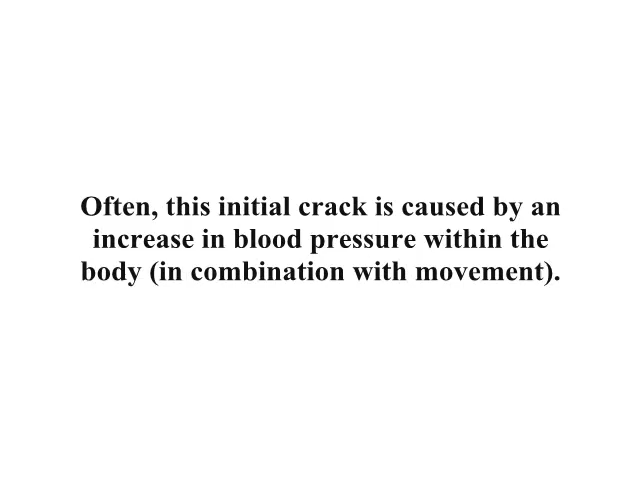 Often, this initial crack is caused by an
increase in blood pressure within the
body (in combination with movement).